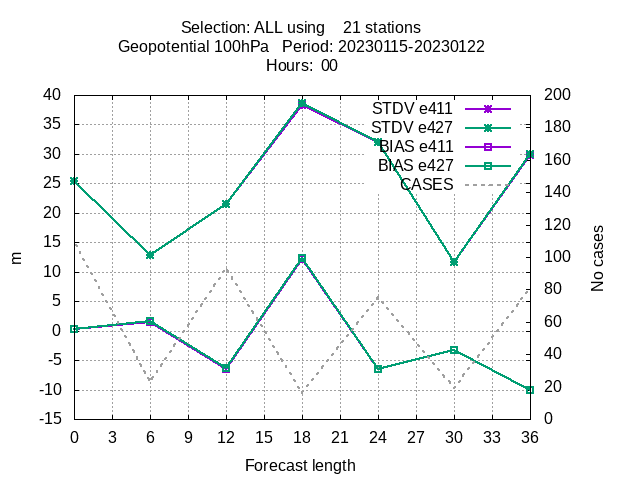 Selection: ALL using    21 stations
Geopotential 100hPa   Period: 20230115-20230122
Hours:  00
STDV e411
STDV e427
BIAS e411
BIAS e427
CASES
m
40
35
30
25
20
15
10
5
0
-5
-10
-15
200
180
160
140
120
100
80
60
40
20
0
No cases
0 3 6 9 12 15 18 21 24 27 30 33 36
Forecast length